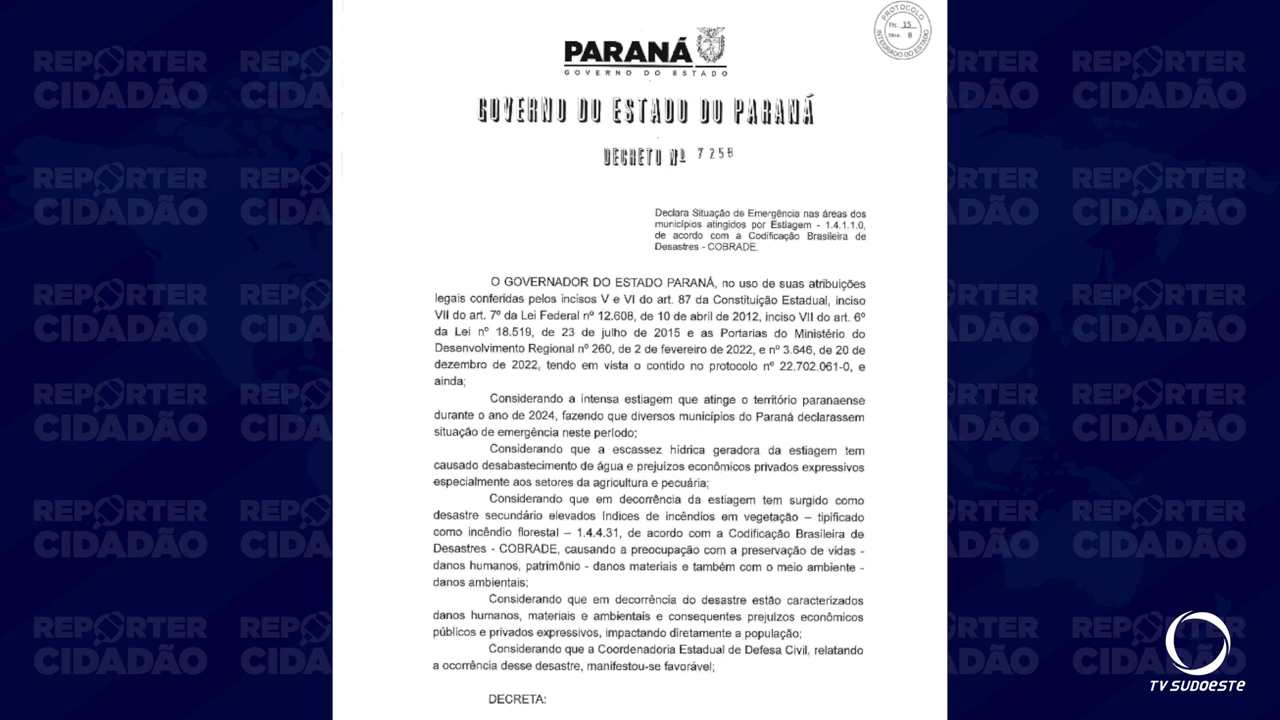 PROTOCOLO
Fls. 15
Mov. 8
INTEGRADO DO ESTADO
PARANÁ
GOVERNO DO ESTADO
GOVERNO DO ESTADO DO PARANÁ
DECRETO Nº 7258
Declara Situação de Emergência nas áreas dos
municípios atingidos por Estiagem - 1.4.1.1.0,
de acordo com a Codificação Brasileira de
Desastres - COBRADE.
O GOVERNADOR DO ESTADO PARANÁ, no uso de suas atribuições
legais conferidas pelos incisos V e VI do art. 87 da Constituição Estadual, inciso
VII do art. 7º da Lei Federal nº 12.608, de 10 de abril de 2012, inciso VII do art. 6º
da Lei nº 18.519, de 23 de julho de 2015 e as Portarias do Ministério do
Desenvolvimento Regional nº 260, de 2 de fevereiro de 2022, e nº 3.646, de 20 de
dezembro de 2022, tendo em vista o contido no protocolo nº 22.702.061-0, e
ainda;
Considerando a intensa estiagem que atinge o território paranaense
durante o ano de 2024, fazendo que diversos municípios do Paraná declarassem
situação de emergência neste período;
Considerando que a escassez hídrica geradora da estiagem tem
causado desabastecimento de água e prejuízos econômicos privados expressivos
especialmente aos setores da agricultura e pecuária;
Considerando que em decorrência da estiagem tem surgido como
desastre secundário elevados índices de incêndios em vegetação – tipificado
como incêndio florestal – 1.4.4.31, de acordo com a Codificação Brasileira de
Desastres - COBRADE, causando a preocupação com a preservação de vidas -
danos humanos, patrimônio - danos materiais e também com o meio ambiente -
danos ambientais;
Considerando que em decorrência do desastre estão caracterizados
danos humanos, materiais e ambientais e consequentes prejuízos econômicos
públicos e privados expressivos, impactando diretamente a população;
Considerando que a Coordenadoria Estadual de Defesa Civil, relatando
a ocorrência desse desastre, manifestou-se favorável;
DECRETA:
REPÓRTER
CIDADÃO
TV SUDOESTE